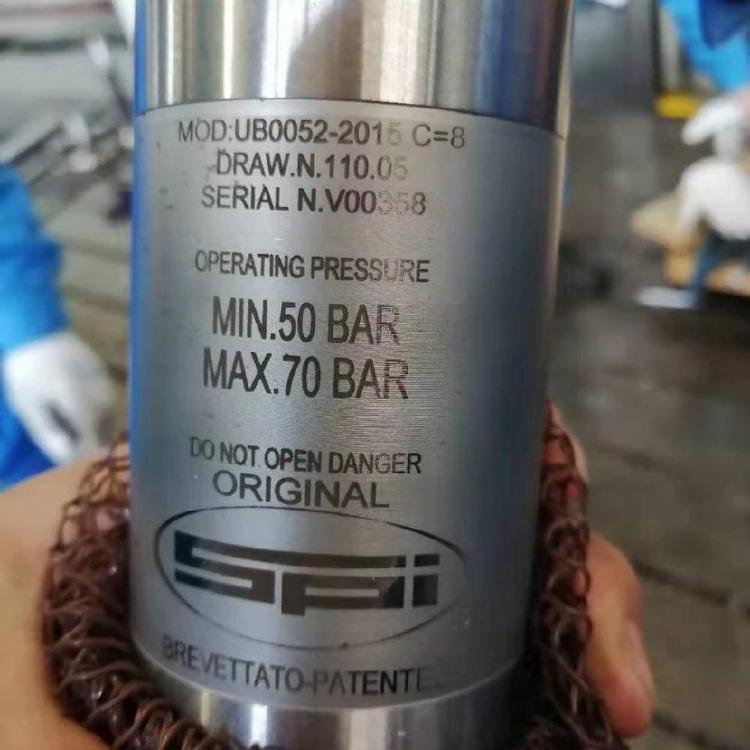 MOD:UB0052-2015 C=8
DRAW.N.110.05
SERIAL N.V00358
OPERATING PRESSURE
MIN.50 BAR
MAX.70 BAR
DO NOT OPEN DANGER
ORIGINAL
spi
BREVETTATO-PATENTE